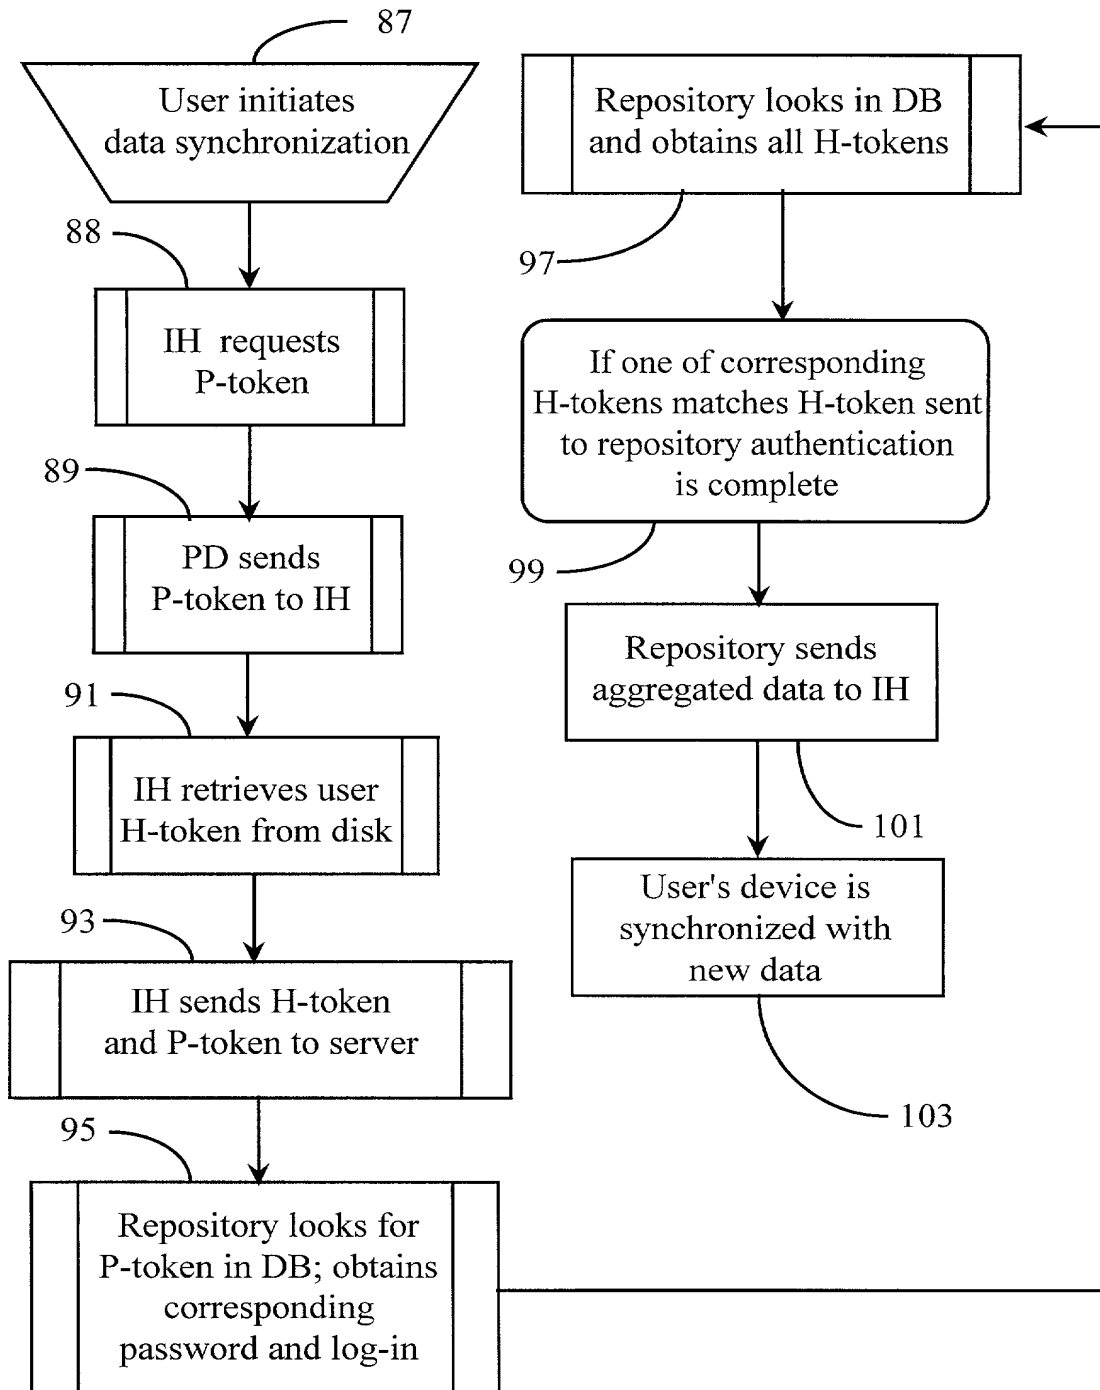 87
User initiates
data synchronization
88
IH requests
P-token
89
PD sends
P-token to IH
91
IH retrieves user
H-token from disk
93
IH sends H-token
and P-token to server
95
Repository looks for
P-token in DB; obtains
corresponding
password and log-in
Repository looks in DB
and obtains all H-tokens
97
If one of corresponding
H-tokens matches H-token sent
to repository authentication
is complete
99
Repository sends
aggregated data to IH
101
User's device is
synchronized with
new data
103